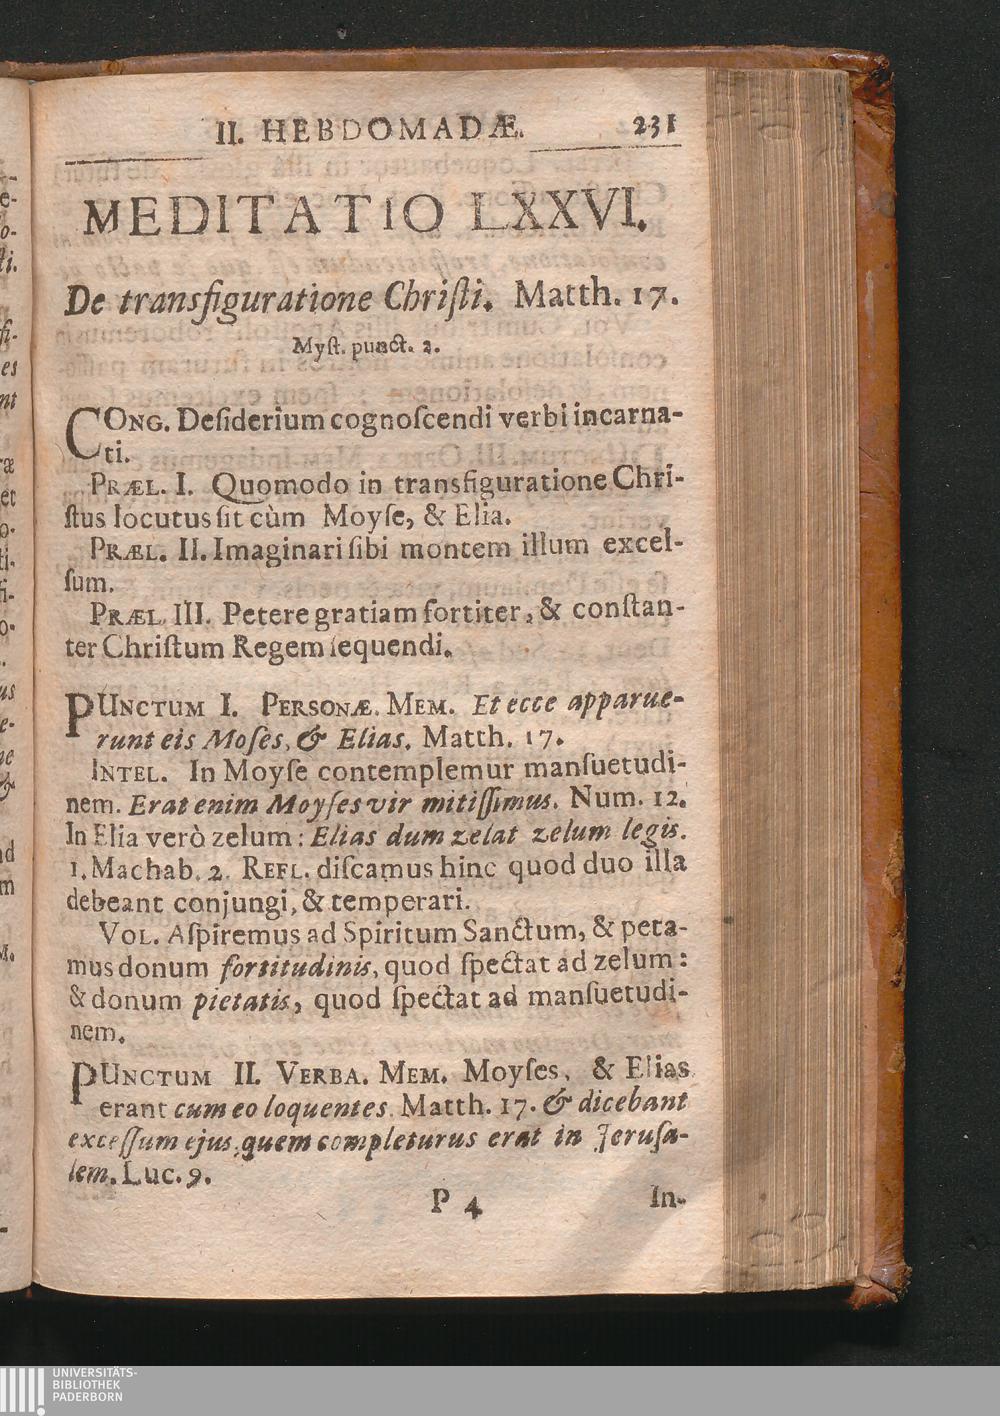 II. HEBDOMADÆ. 231
MEDITATIO LXXVI.
De transfiguratione Chriſti. Matth. 17.
Myſt. punct. 2.
CONG. Deſiderium cognoſcendi verbi incarna-
ti.
PRÆL. I. Quomodo in transfiguratione Chri-
ſtus locutus ſit cùm Moyſe, & Elia.
PRÆL. II. Imaginari ſibi montem illum excel-
ſum.
PRÆL. III. Petere gratiam fortiter, & conſtan-
ter Chriſtum Regem ſequendi.
PUNCTUM I. PERSONÆ. MEM. Et ecce apparue-
runt eis Moſes, & Elias. Matth. 17.
INTEL. In Moyſe contemplemur manſuetudi-
nem. Erat enim Moyſes vir mitiſſimus. Num. 12.
In Elia verò zelum: Elias dum zelat zelum legis.
1. Machab. 2. REFL. diſcamus hinc quod duo illa
debeant conjungi, & temperari.
VOL. Aſpiremus ad Spiritum Sanctum, & peta-
mus donum fortitudinis, quod ſpectat ad zelum:
& donum pietatis, quod ſpectat ad manſuetudi-
nem.
PUNCTUM II. VERBA. MEM. Moyſes, & Elias
erant cum eo loquentes. Matth. 17. & dicebant
exceſſum ejus, quem completurus erat in Jeruſa-
lem. Luc. 9.
P 4 In-
UNIVERSITÄTS-
BIBLIOTHEK
PADERBORN